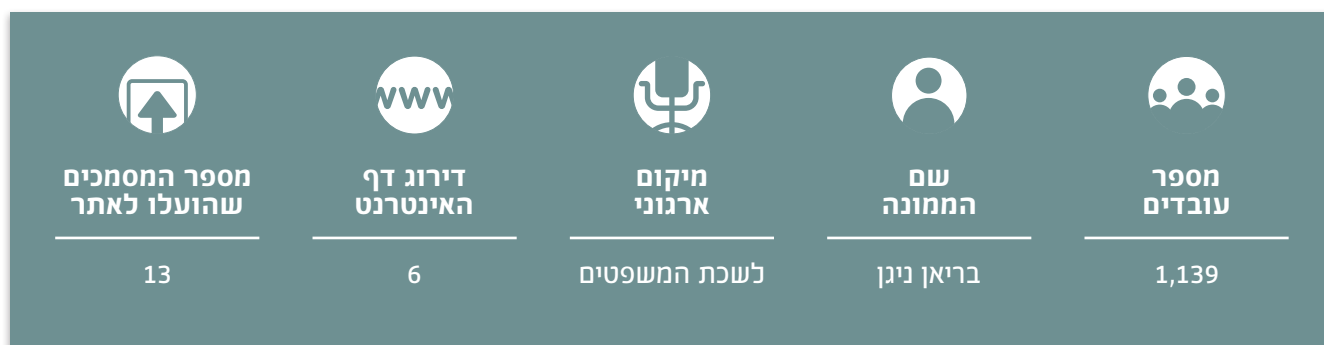 מספר
עובדים
1,139
שם
הממונה
בריאן ניגן
מיקום
ארגוני
לשכת המשפטים
www
דירוג דף
האינטרנט
6
מספר המסמכים
שהועלו לאתר
13